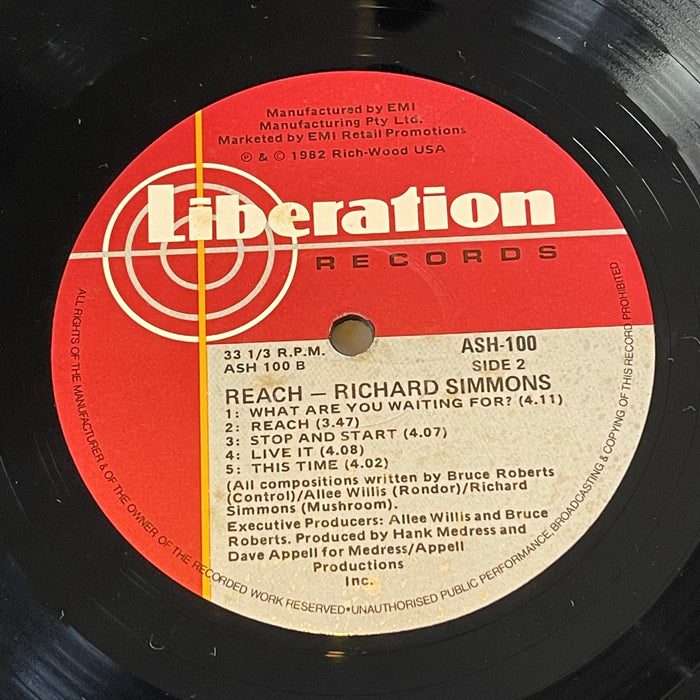 Manufactured by EMI
Manufacturing Pty Ltd.
Marketed by EMI Retail Promotions
℗ & © 1982 Rich-Wood USA
Liberation
RECORDS
33 1/3 R.P.M.
ASH-100
ASH 100 B
SIDE 2
REACH — RICHARD SIMMONS
1: WHAT ARE YOU WAITING FOR? (4.11)
2: REACH (3.47)
3: STOP AND START (4.07)
4: LIVE IT (4.08)
5: THIS TIME (4.02)
(All compositions written by Bruce Roberts
(Control)/Allee Willis (Rondor)/Richard
Simmons (Mushroom).
Executive Producers: Allee Willis and Bruce
Roberts. Produced by Hank Medress and
Dave Appell for Medress/Appell
Productions
Inc.
ALL RIGHTS OF THE MANUFACTURER & OF THE OWNER OF THE RECORDED WORK RESERVED•UNAUTHORISED PUBLIC PERFORMANCE, BROADCASTING & COPYING OF THIS RECORD PROHIBITED